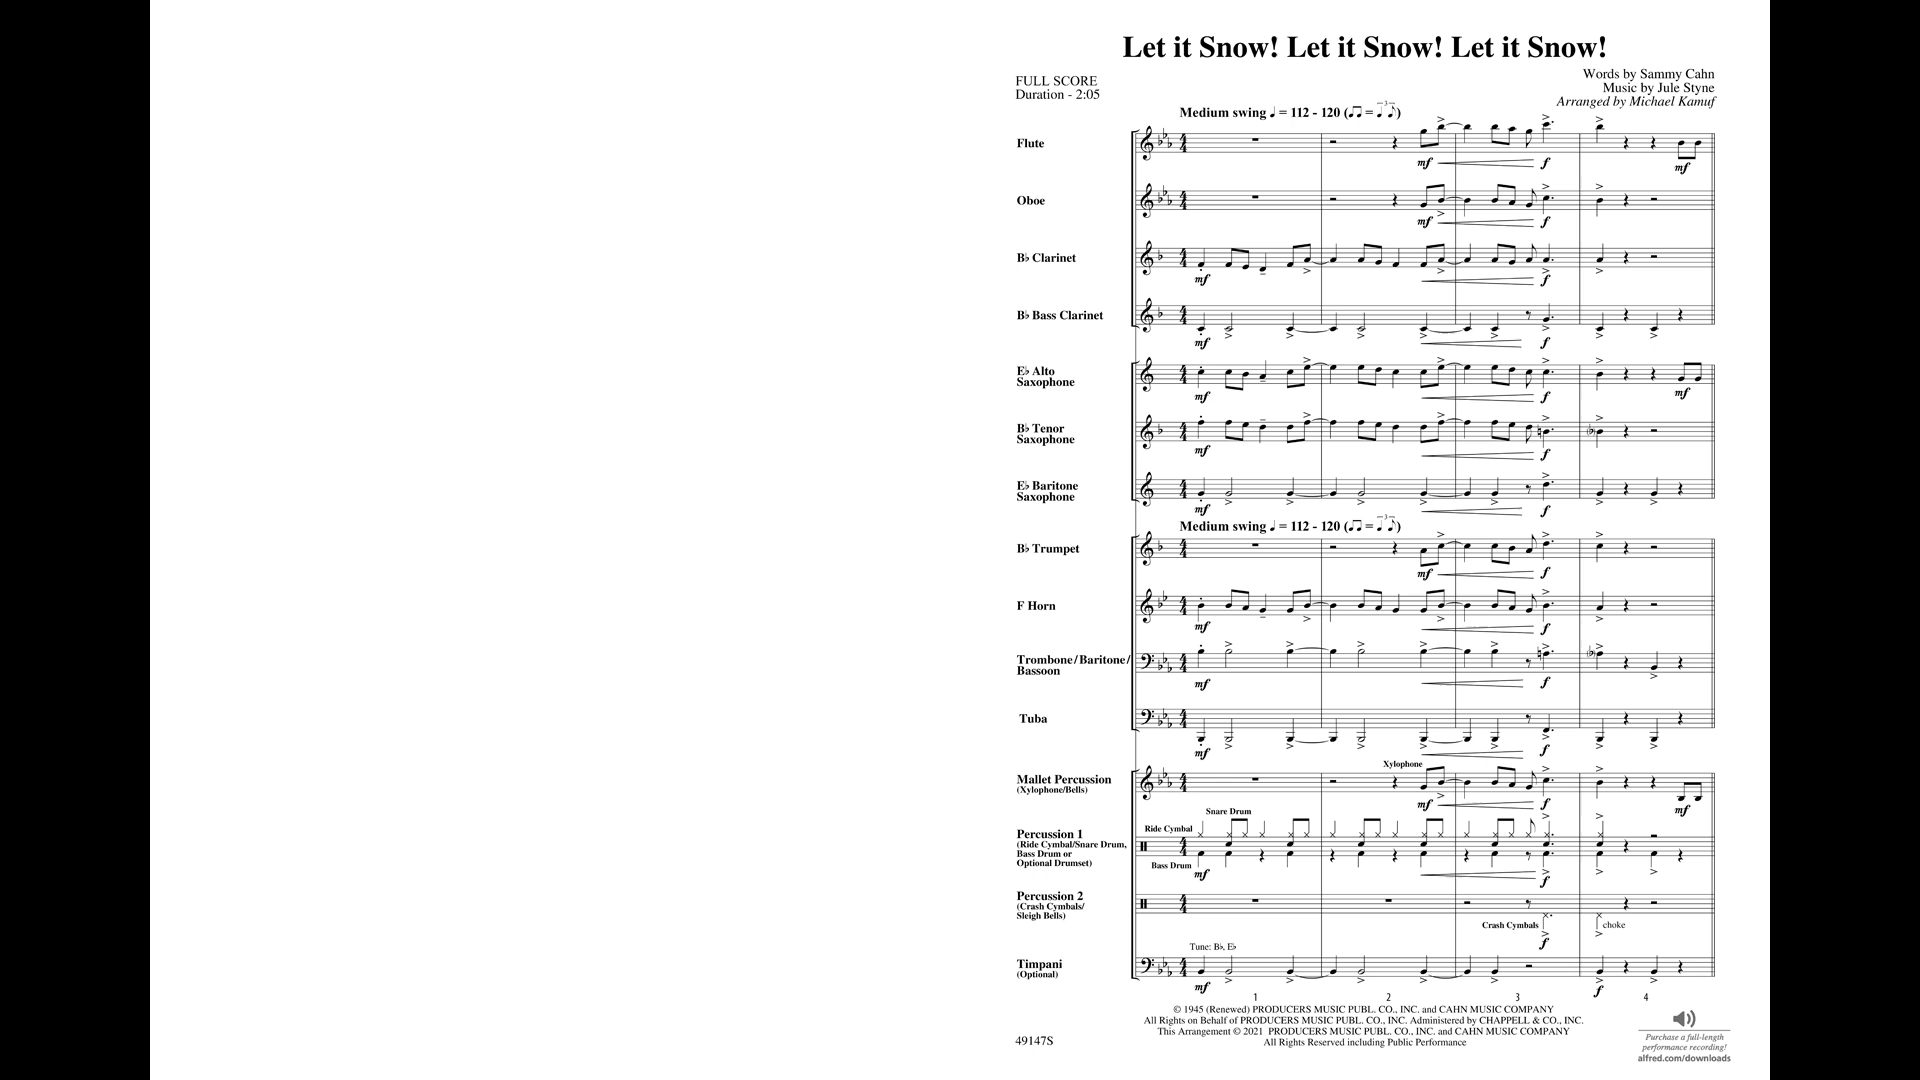 Let it Snow! Let it Snow! Let it Snow!
FULL SCORE
Duration - 2:05
Words by Sammy Cahn
Music by Jule Styne
Arranged by Michael Kamuf
Medium swing ♩ = 112 - 120 (♫ = ♩ ♪)
3
Flute
mf
f
mf
Oboe
mf
f
B♭ Clarinet
mf
f
B♭ Bass Clarinet
mf
f
E♭ Alto
Saxophone
mf
f
mf
B♭ Tenor
Saxophone
mf
f
E♭ Baritone
Saxophone
mf
f
Medium swing ♩ = 112 - 120 (♫ = ♩ ♪)
3
B♭ Trumpet
mf
f
F Horn
mf
f
Trombone/Baritone/
Bassoon
mf
f
Tuba
mf
f
Xylophone
Mallet Percussion
(Xylophone/Bells)
mf
f
mf
Snare Drum
Ride Cymbal
Percussion 1
(Ride Cymbal/Snare Drum,
Bass Drum or
Optional Drumset)
Bass Drum
mf
f
Percussion 2
(Crash Cymbals/
Sleigh Bells)
Crash Cymbals
choke
f
Tune: B♭, E♭
Timpani
(Optional)
mf
f
1 2 3 4
© 1945 (Renewed) PRODUCERS MUSIC PUBL. CO., INC. and CAHN MUSIC COMPANY
All Rights on Behalf of PRODUCERS MUSIC PUBL. CO., INC. Administered by CHAPPELL & CO., INC.
This Arrangement © 2021 PRODUCERS MUSIC PUBL. CO., INC. and CAHN MUSIC COMPANY
All Rights Reserved including Public Performance
49147S
Purchase a full-length
performance recording!
alfred.com/downloads